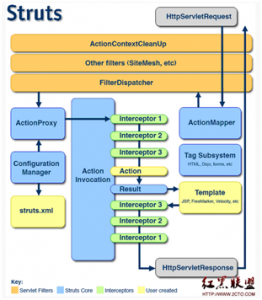 Struts
HttpServletRequest
ActionContextCleanUp
Other filters (SiteMesh, etc)
FilterDispatcher
ActionProxy
ActionMapper
Configuration
Manager
struts.xml
Action
Invocation
Interceptor 1
Interceptor 2
Interceptor 3
Action
Result
Interceptor 3
Interceptor 2
Interceptor 1
Tag Subsystem
HTML, Dojo, forms, etc.
Template
JSP, FreeMarker, Velocity, etc
HttpServletResponse
Key:
Servlet Filters
Struts Core
Interceptors
User created
红黑联盟
HTTP://WWW.2CTO.COM